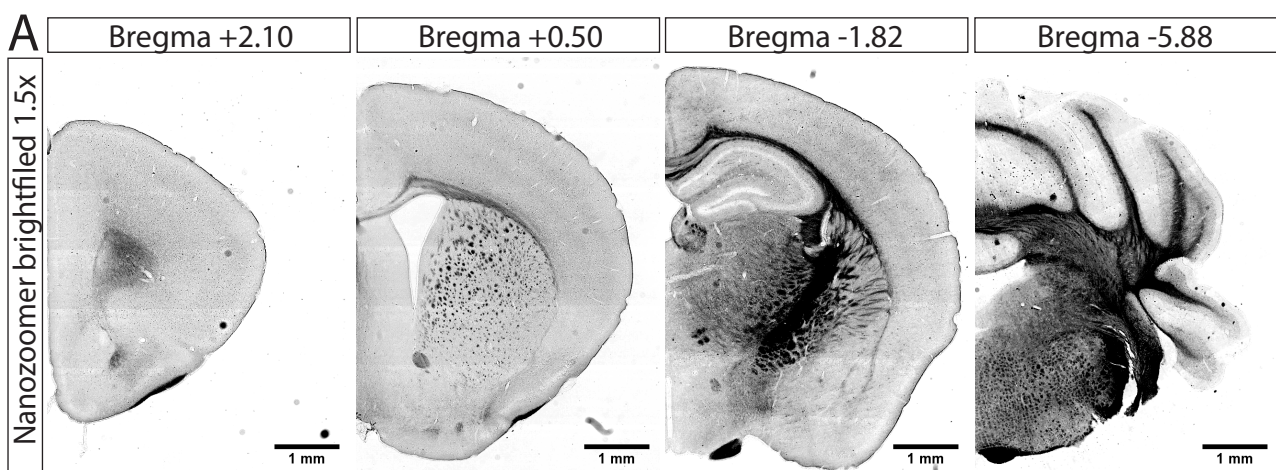 A
Bregma +2.10
Bregma +0.50
Bregma -1.82
Bregma -5.88
Nanozoomer brightfiled 1.5x
1 mm
1 mm
1 mm
1 mm